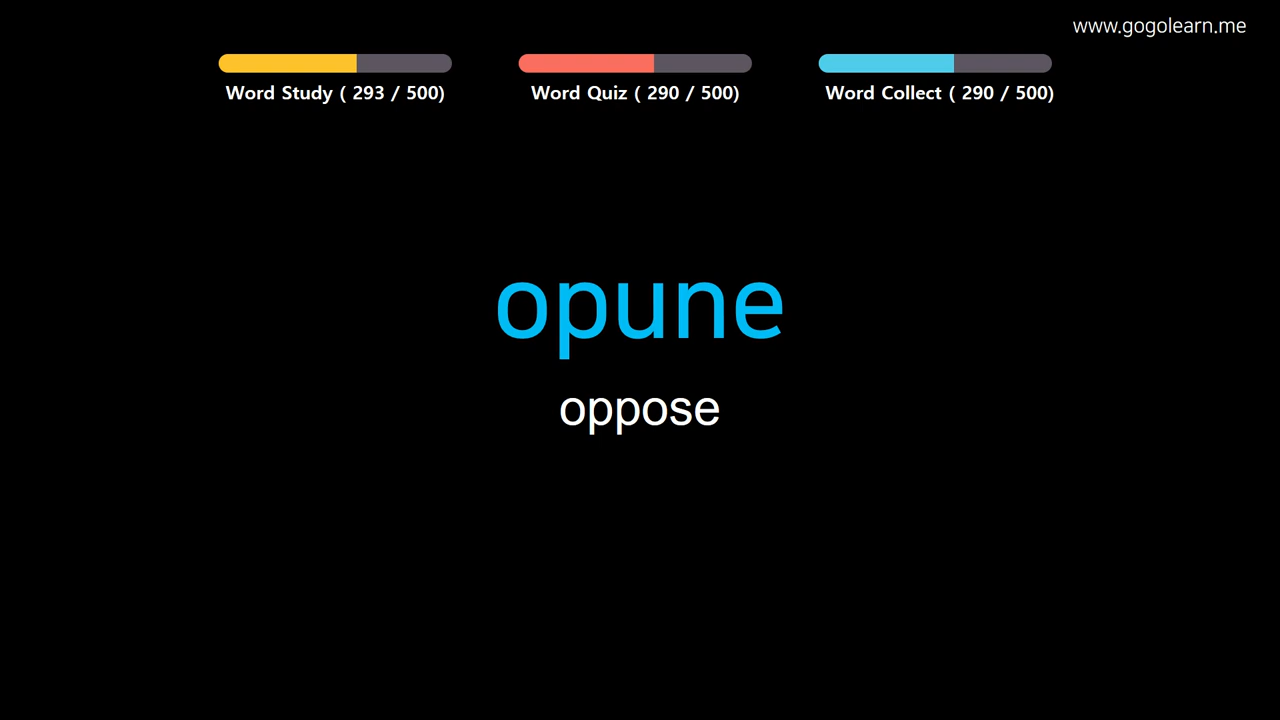 www.gogolearn.me
Word Study ( 293 / 500)
Word Quiz ( 290 / 500)
Word Collect ( 290 / 500)
opune
oppose